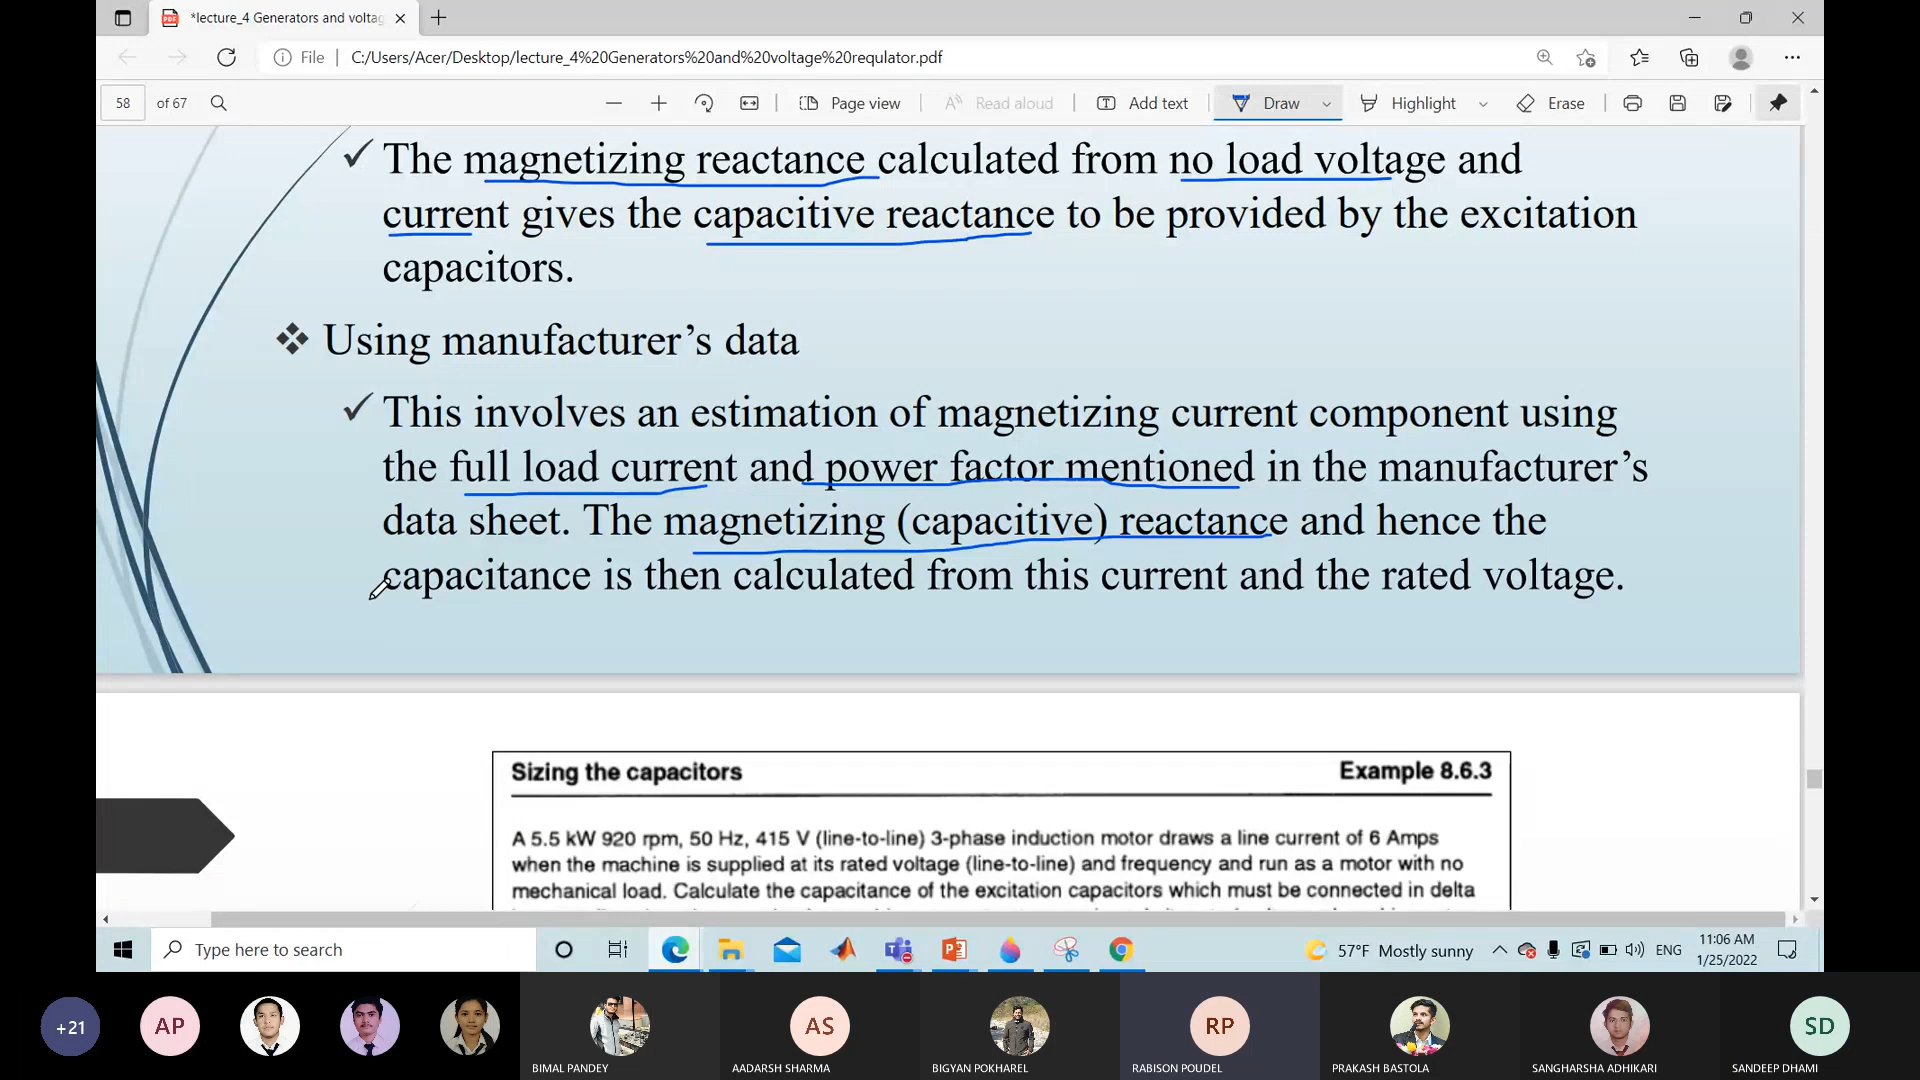 *lecture_4 Generators and voltag
File
C:/Users/Acer/Desktop/lecture_4%20Generators%20and%20voltage%20requlator.pdf
58 of 67
Page view
Read aloud
Add text
Draw
Highlight
Erase
✓ The magnetizing reactance calculated from no load voltage and
current gives the capacitive reactance to be provided by the excitation
capacitors.
❖ Using manufacturer’s data
✓ This involves an estimation of magnetizing current component using
the full load current and power factor mentioned in the manufacturer’s
data sheet. The magnetizing (capacitive) reactance and hence the
capacitance is then calculated from this current and the rated voltage.
Sizing the capacitors Example 8.6.3
A 5.5 kW 920 rpm, 50 Hz, 415 V (line-to-line) 3-phase induction motor draws a line current of 6 Amps
when the machine is supplied at its rated voltage (line-to-line) and frequency and run as a motor with no
mechanical load. Calculate the capacitance of the excitation capacitors which must be connected in delta
Type here to search
57°F Mostly sunny
ENG
11:06 AM
1/25/2022
+21
AP
AS
RP
SD
BIMAL PANDEY
AADARSH SHARMA
BIGYAN POKHAREL
RABISON POUDEL
PRAKASH BASTOLA
SANGHARSHA ADHIKARI
SANDEEP DHAMI